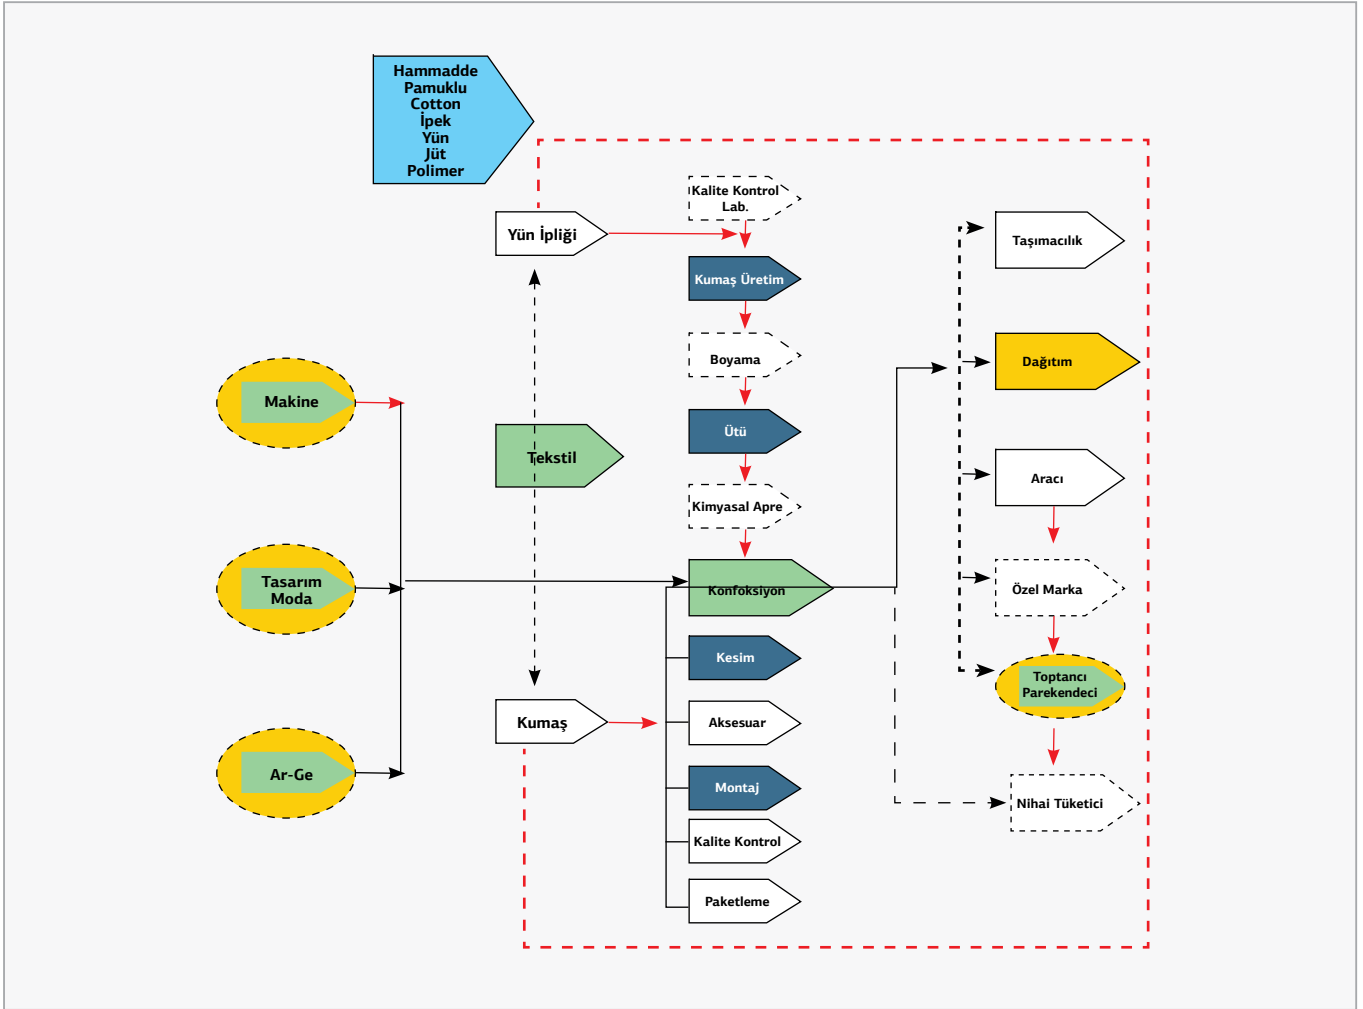 Hammadde
Pamuklu
Cotton
İpek
Yün
Jüt
Polimer
Kalite Kontrol
Lab.
Yün İpliği
Taşımacılık
Kumaş Üretim
Boyama
Dağıtım
Makine
Ütü
Tekstil
Aracı
Kimyasal Apre
Tasarım
Moda
Konfoksiyon
Özel Marka
Kesim
Toptancı
Parekendeci
Kumaş
Aksesuar
Ar-Ge
Montaj
Nihai Tüketici
Kalite Kontrol
Paketleme